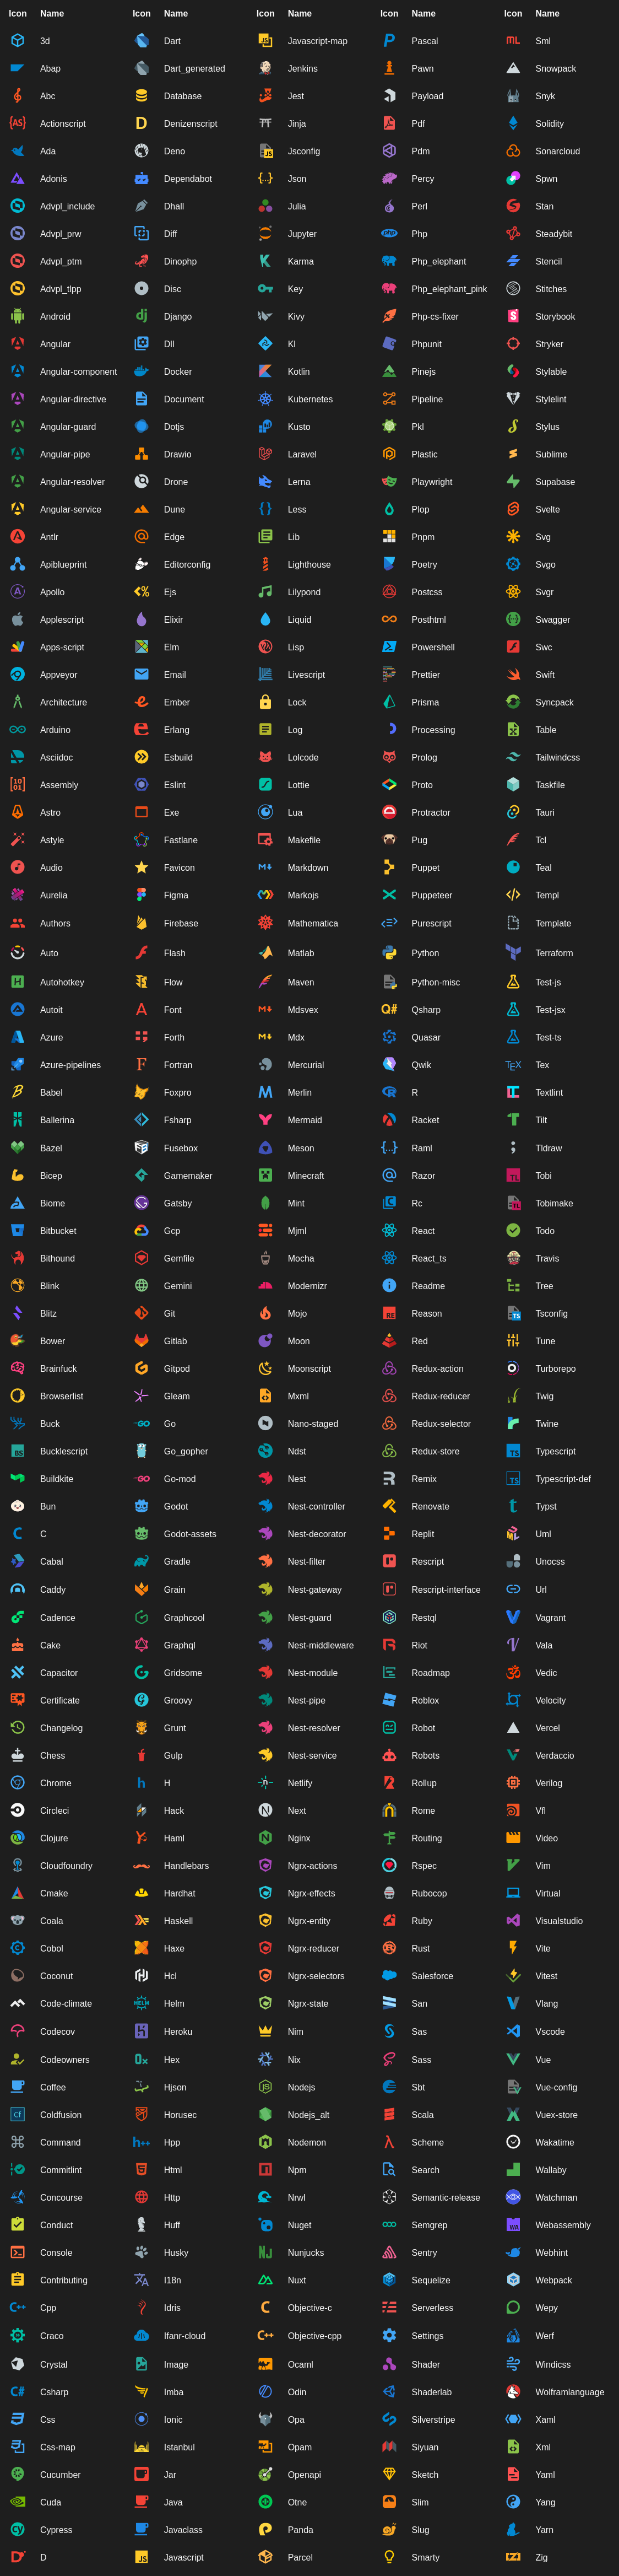 Icon Name Icon Name Icon Name Icon Name Icon Name
3d Dart Javascript-map Pascal Sml
Abap Dart_generated Jenkins Pawn Snowpack
Abc Database Jest Payload Snyk
Actionscript Denizenscript Jinja Pdf Solidity
Ada Deno Jsconfig Pdm Sonarcloud
Adonis Dependabot Json Percy Spwn
Advpl_include Dhall Julia Perl Stan
Advpl_prw Diff Jupyter Php Steadybit
Advpl_ptm Dinophp Karma Php_elephant Stencil
Advpl_tlpp Disc Key Php_elephant_pink Stitches
Android Django Kivy Php-cs-fixer Storybook
Angular Dll Kl Phpunit Stryker
Angular-component Docker Kotlin Pinejs Stylable
Angular-directive Document Kubernetes Pipeline Stylelint
Angular-guard Dotjs Kusto Pkl Stylus
Angular-pipe Drawio Laravel Plastic Sublime
Angular-resolver Drone Lerna Playwright Supabase
Angular-service Dune Less Plop Svelte
Antlr Edge Lib Pnpm Svg
Apiblueprint Editorconfig Lighthouse Poetry Svgo
Apollo Ejs Lilypond Postcss Svgr
Applescript Elixir Liquid Posthtml Swagger
Apps-script Elm Lisp Powershell Swc
Appveyor Email Livescript Prettier Swift
Architecture Ember Lock Prisma Syncpack
Arduino Erlang Log Processing Table
Asciidoc Esbuild Lolcode Prolog Tailwindcss
Assembly Eslint Lottie Proto Taskfile
Astro Exe Lua Protractor Tauri
Astyle Fastlane Makefile Pug Tcl
Audio Favicon Markdown Puppet Teal
Aurelia Figma Markojs Puppeteer Templ
Authors Firebase Mathematica Purescript Template
Auto Flash Matlab Python Terraform
Autohotkey Flow Maven Python-misc Test-js
Autoit Font Mdsvex Qsharp Test-jsx
Azure Forth Mdx Quasar Test-ts
Azure-pipelines Fortran Mercurial Qwik Tex
Babel Foxpro Merlin R Textlint
Ballerina Fsharp Mermaid Racket Tilt
Bazel Fusebox Meson Raml Tldraw
Bicep Gamemaker Minecraft Razor Tobi
Biome Gatsby Mint Rc Tobimake
Bitbucket Gcp Mjml React Todo
Bithound Gemfile Mocha React_ts Travis
Blink Gemini Modernizr Readme Tree
Blitz Git Mojo Reason Tsconfig
Bower Gitlab Moon Red Tune
Brainfuck Gitpod Moonscript Redux-action Turborepo
Browserlist Gleam Mxml Redux-reducer Twig
Buck Go Nano-staged Redux-selector Twine
Bucklescript Go_gopher Ndst Redux-store Typescript
Buildkite Go-mod Nest Remix Typescript-def
Bun Godot Nest-controller Renovate Typst
C Godot-assets Nest-decorator Replit Uml
Cabal Gradle Nest-filter Rescript Unocss
Caddy Grain Nest-gateway Rescript-interface Url
Cadence Graphcool Nest-guard Restql Vagrant
Cake Graphql Nest-middleware Riot Vala
Capacitor Gridsome Nest-module Roadmap Vedic
Certificate Groovy Nest-pipe Roblox Velocity
Changelog Grunt Nest-resolver Robot Vercel
Chess Gulp Nest-service Robots Verdaccio
Chrome H Netlify Rollup Verilog
Circleci Hack Next Rome Vfl
Clojure Haml Nginx Routing Video
Cloudfoundry Handlebars Ngrx-actions Rspec Vim
Cmake Hardhat Ngrx-effects Rubocop Virtual
Coala Haskell Ngrx-entity Ruby Visualstudio
Cobol Haxe Ngrx-reducer Rust Vite
Coconut Hcl Ngrx-selectors Salesforce Vitest
Code-climate Helm Ngrx-state San Vlang
Codecov Heroku Nim Sas Vscode
Codeowners Hex Nix Sass Vue
Coffee Hjson Nodejs Sbt Vue-config
Coldfusion Horusec Nodejs_alt Scala Vuex-store
Command Hpp Nodemon Scheme Wakatime
Commitlint Html Npm Search Wallaby
Concourse Http Nrwl Semantic-release Watchman
Conduct Huff Nuget Semgrep Webassembly
Console Husky Nunjucks Sentry Webhint
Contributing I18n Nuxt Sequelize Webpack
Cpp Idris Objective-c Serverless Wepy
Craco Ifanr-cloud Objective-cpp Settings Werf
Crystal Image Ocaml Shader Windicss
Csharp Imba Odin Shaderlab Wolframlanguage
Css Ionic Opa Silverstripe Xaml
Css-map Istanbul Opam Siyuan Xml
Cucumber Jar Openapi Sketch Yaml
Cuda Java Otne Slim Yang
Cypress Javaclass Panda Slug Yarn
D Javascript Parcel Smarty Zig